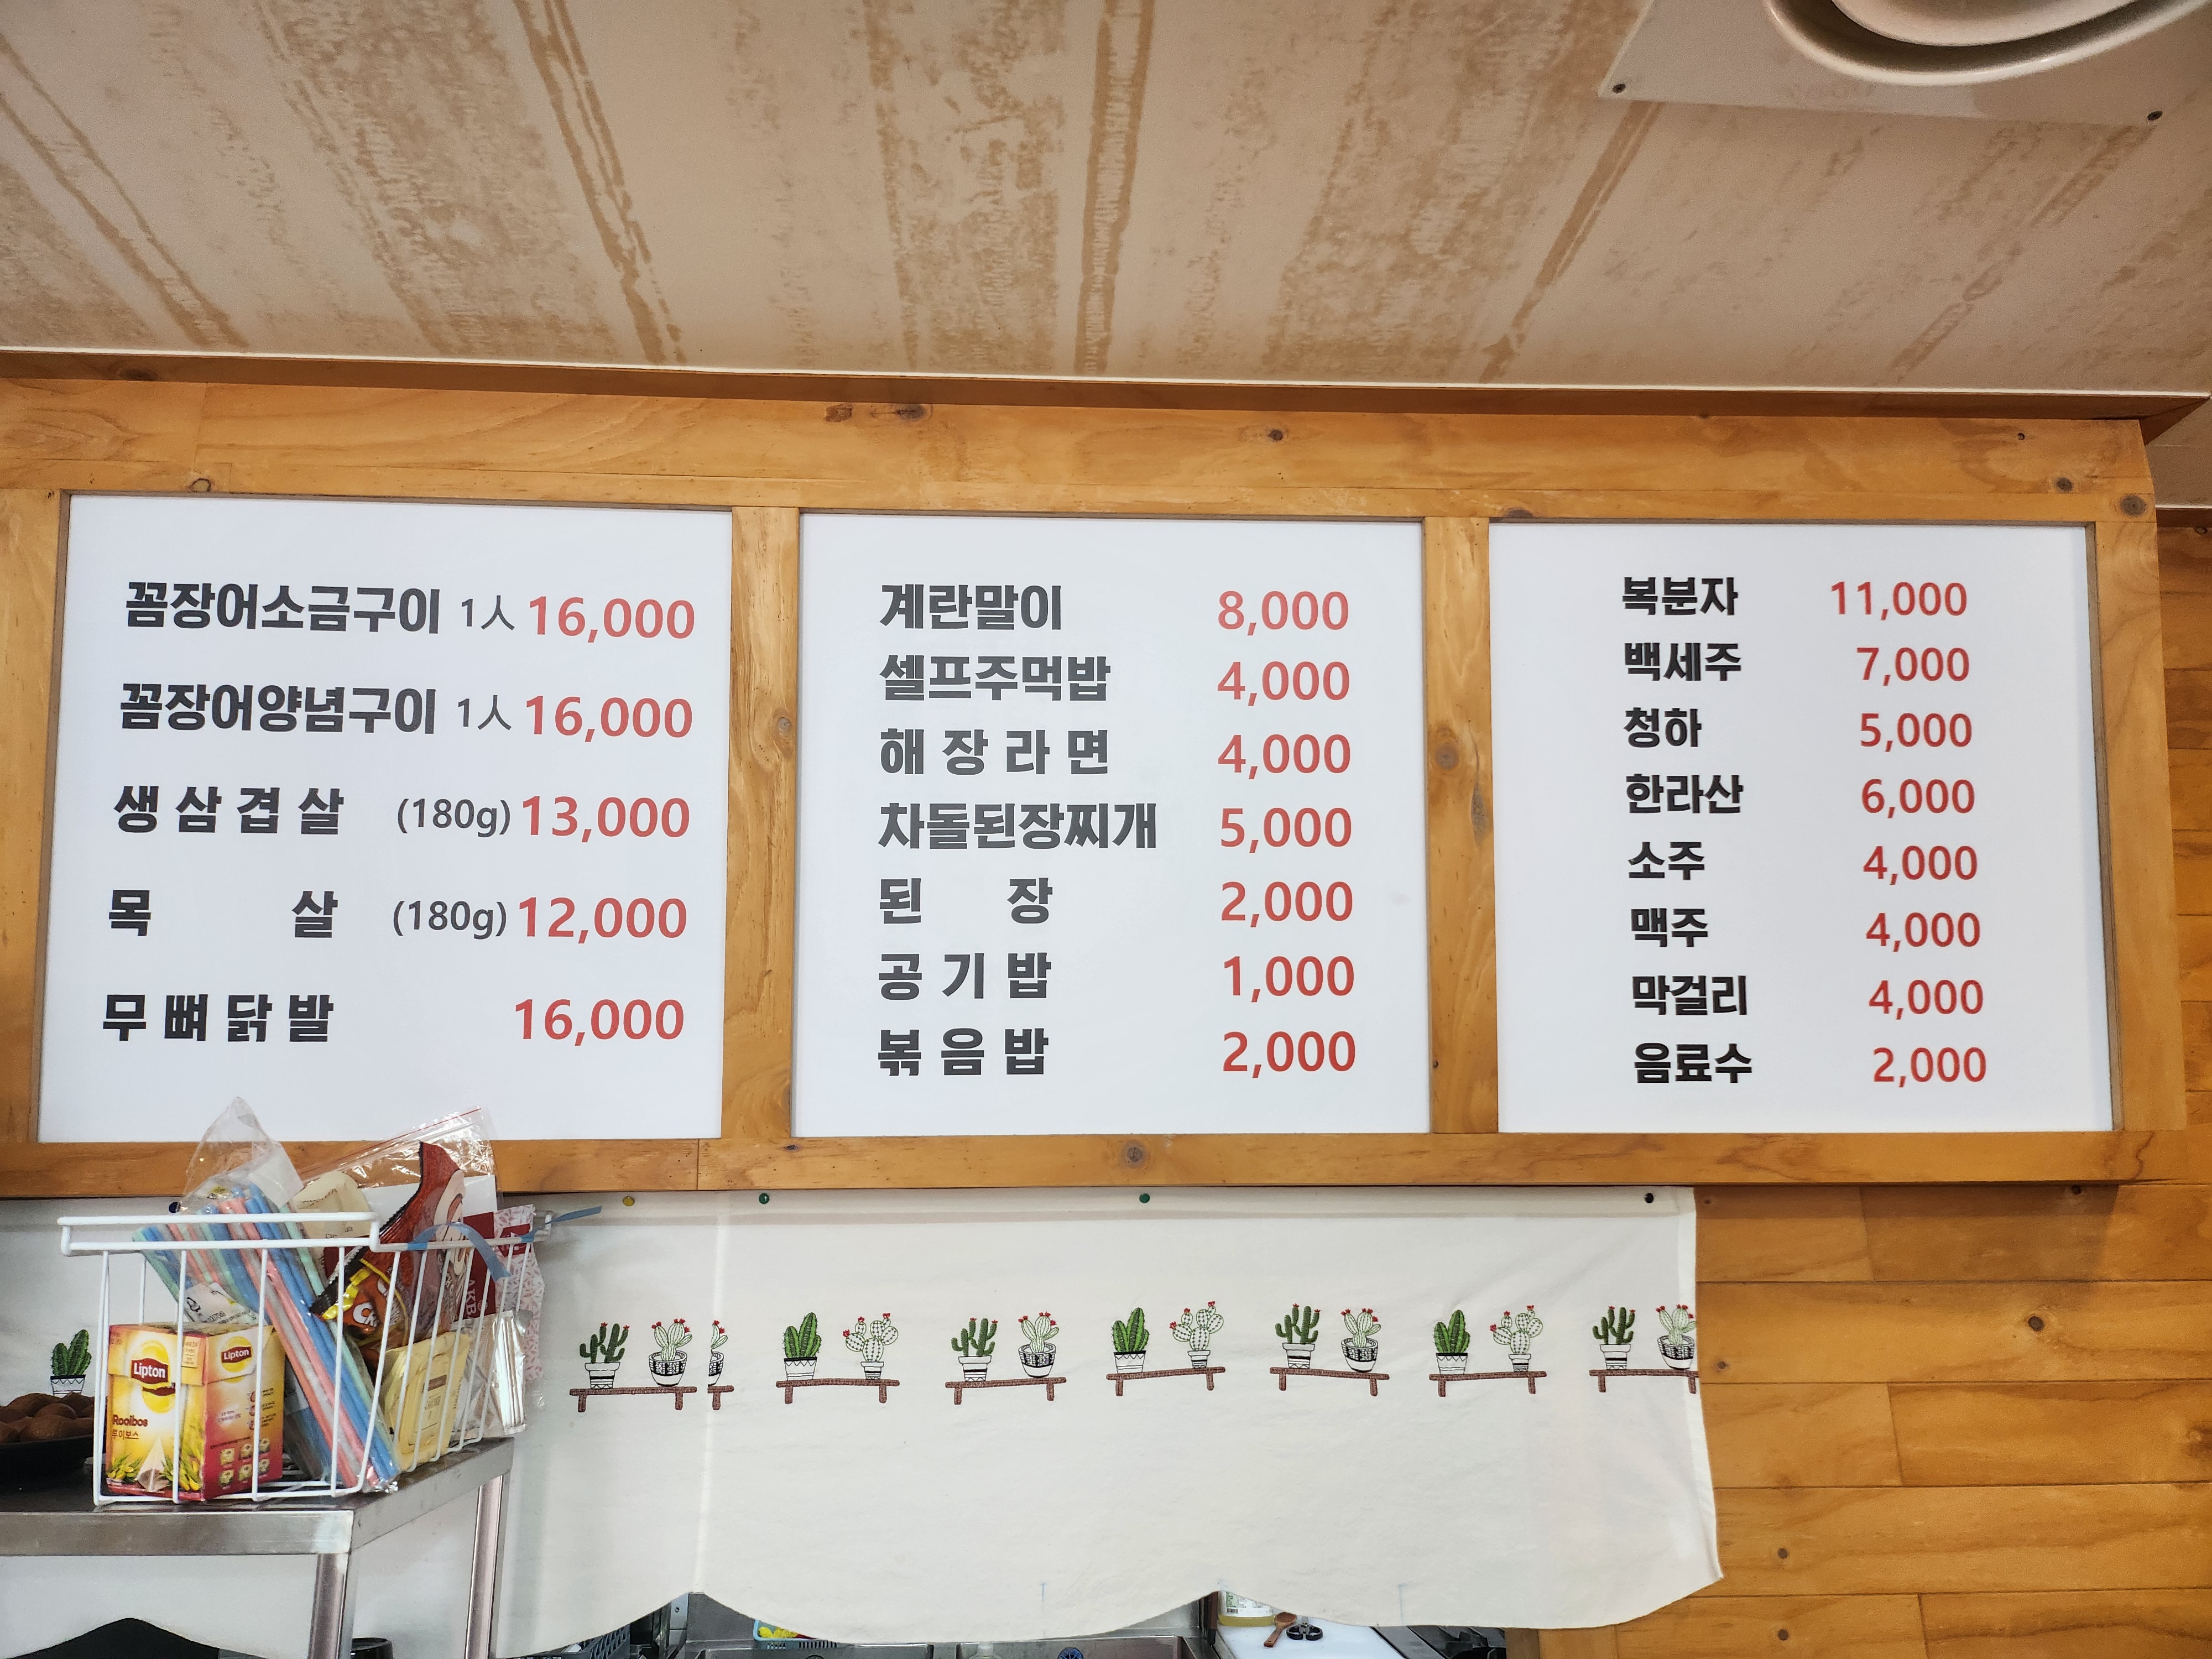 꼼장어소금구이 1人 16,000
꼼장어양념구이 1人 16,000
생삼겹살 (180g) 13,000
목살 (180g) 12,000
무뼈닭발 16,000
계란말이 8,000
셀프주먹밥 4,000
해장라면 4,000
차돌된장찌개 5,000
된장 2,000
공기밥 1,000
볶음밥 2,000
복분자 11,000
백세주 7,000
청하 5,000
한라산 6,000
소주 4,000
맥주 4,000
막걸리 4,000
음료수 2,000
Lipton
Lipton
Rooibos
루이보스